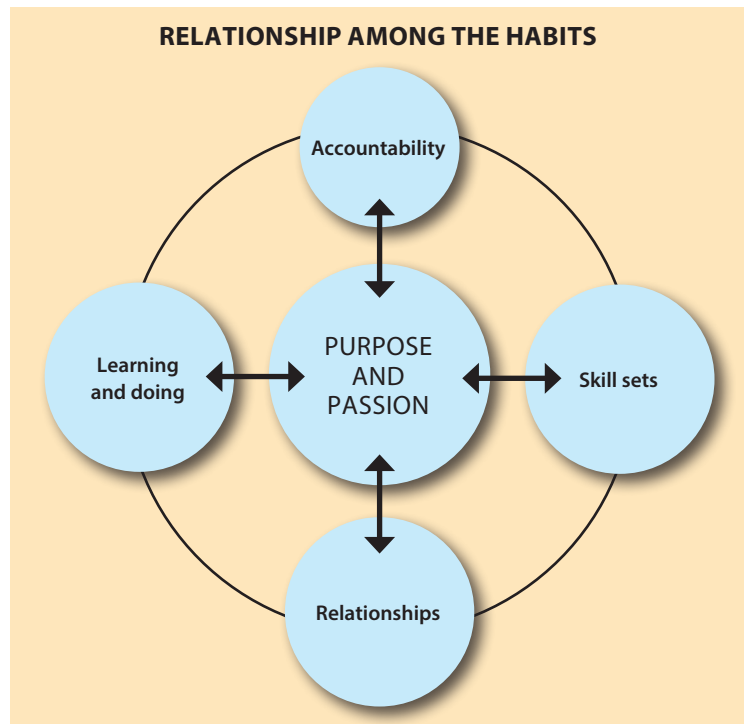 RELATIONSHIP AMONG THE HABITS
Accountability
Learning
and doing
PURPOSE
AND
PASSION
Skill sets
Relationships